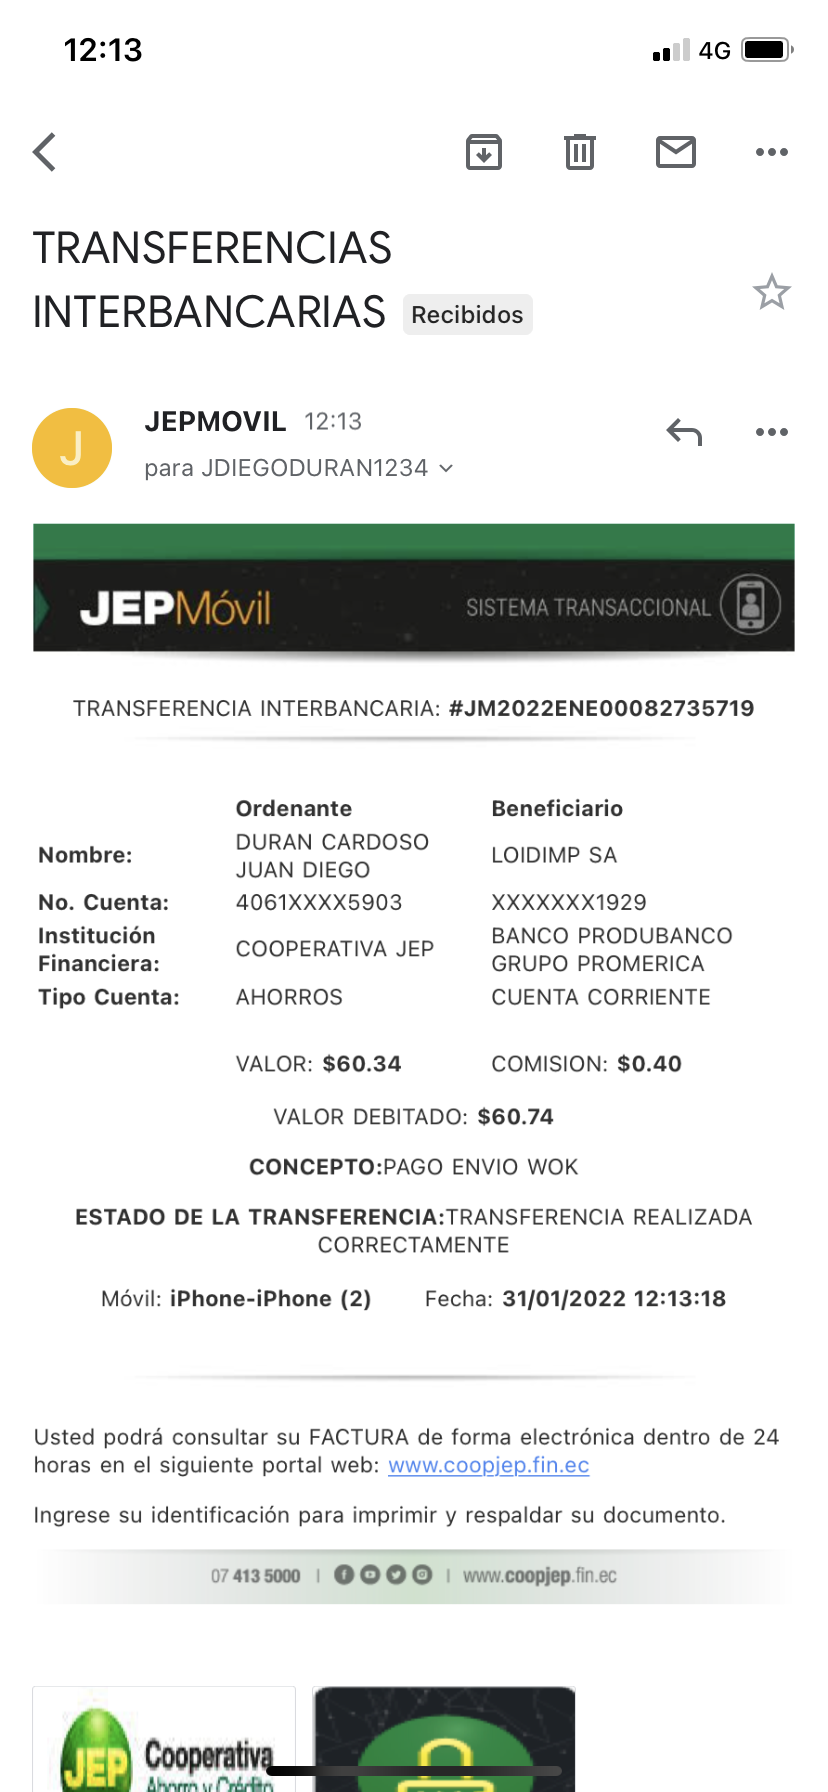 12:13
4G
TRANSFERENCIAS
INTERBANCARIAS Recibidos
J
JEPMOVIL 12:13
para JDIEGODURAN1234
JEPMóvil SISTEMA TRANSACCIONAL
TRANSFERENCIA INTERBANCARIA: #JM2022ENE00082735719
Ordenante Beneficiario
Nombre: DURAN CARDOSO JUAN DIEGO LOIDIMP SA
No. Cuenta: 4061XXXX5903 XXXXXXX1929
Institución Financiera: COOPERATIVA JEP BANCO PRODUBANCO GRUPO PROMERICA
Tipo Cuenta: AHORROS CUENTA CORRIENTE
VALOR: $60.34 COMISION: $0.40
VALOR DEBITADO: $60.74
CONCEPTO:PAGO ENVIO WOK
ESTADO DE LA TRANSFERENCIA:TRANSFERENCIA REALIZADA
CORRECTAMENTE
Móvil: iPhone-iPhone (2) Fecha: 31/01/2022 12:13:18
Usted podrá consultar su FACTURA de forma electrónica dentro de 24
horas en el siguiente portal web: www.coopjep.fin.ec
Ingrese su identificación para imprimir y respaldar su documento.
07 413 5000 | | www.coopjep.fin.ec
JEP Cooperativa
Ahorro y Crédito